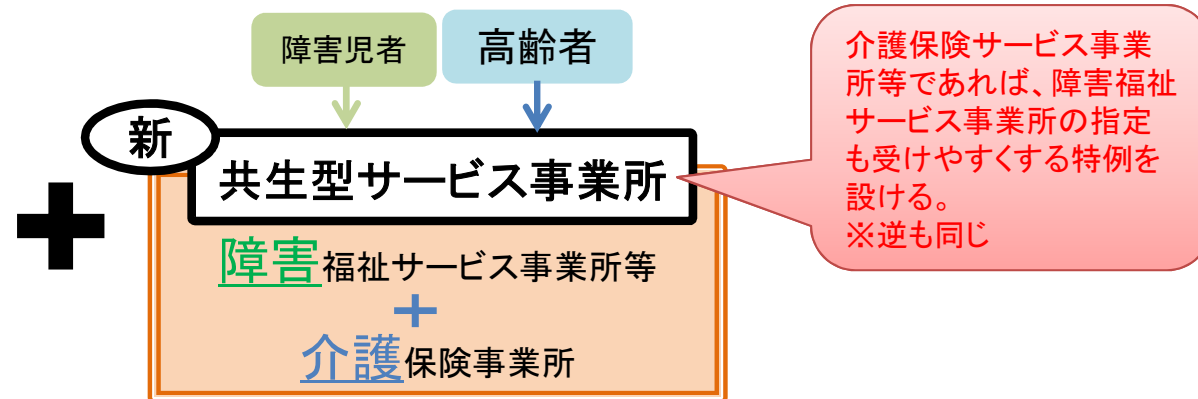 障害児者
高齢者
新
共生型サービス事業所
障害福祉サービス事業所等
+
介護保険事業所
+
介護保険サービス事業
所等であれば、障害福祉
サービス事業所の指定
も受けやすくする特例を
設ける。
※逆も同じ